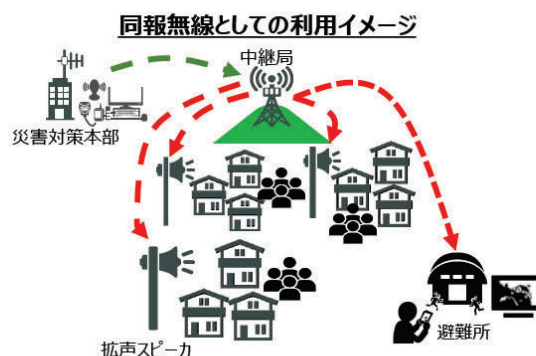 同報無線としての利用イメージ
中継局
災害対策本部
避難所
拡声スピーカ